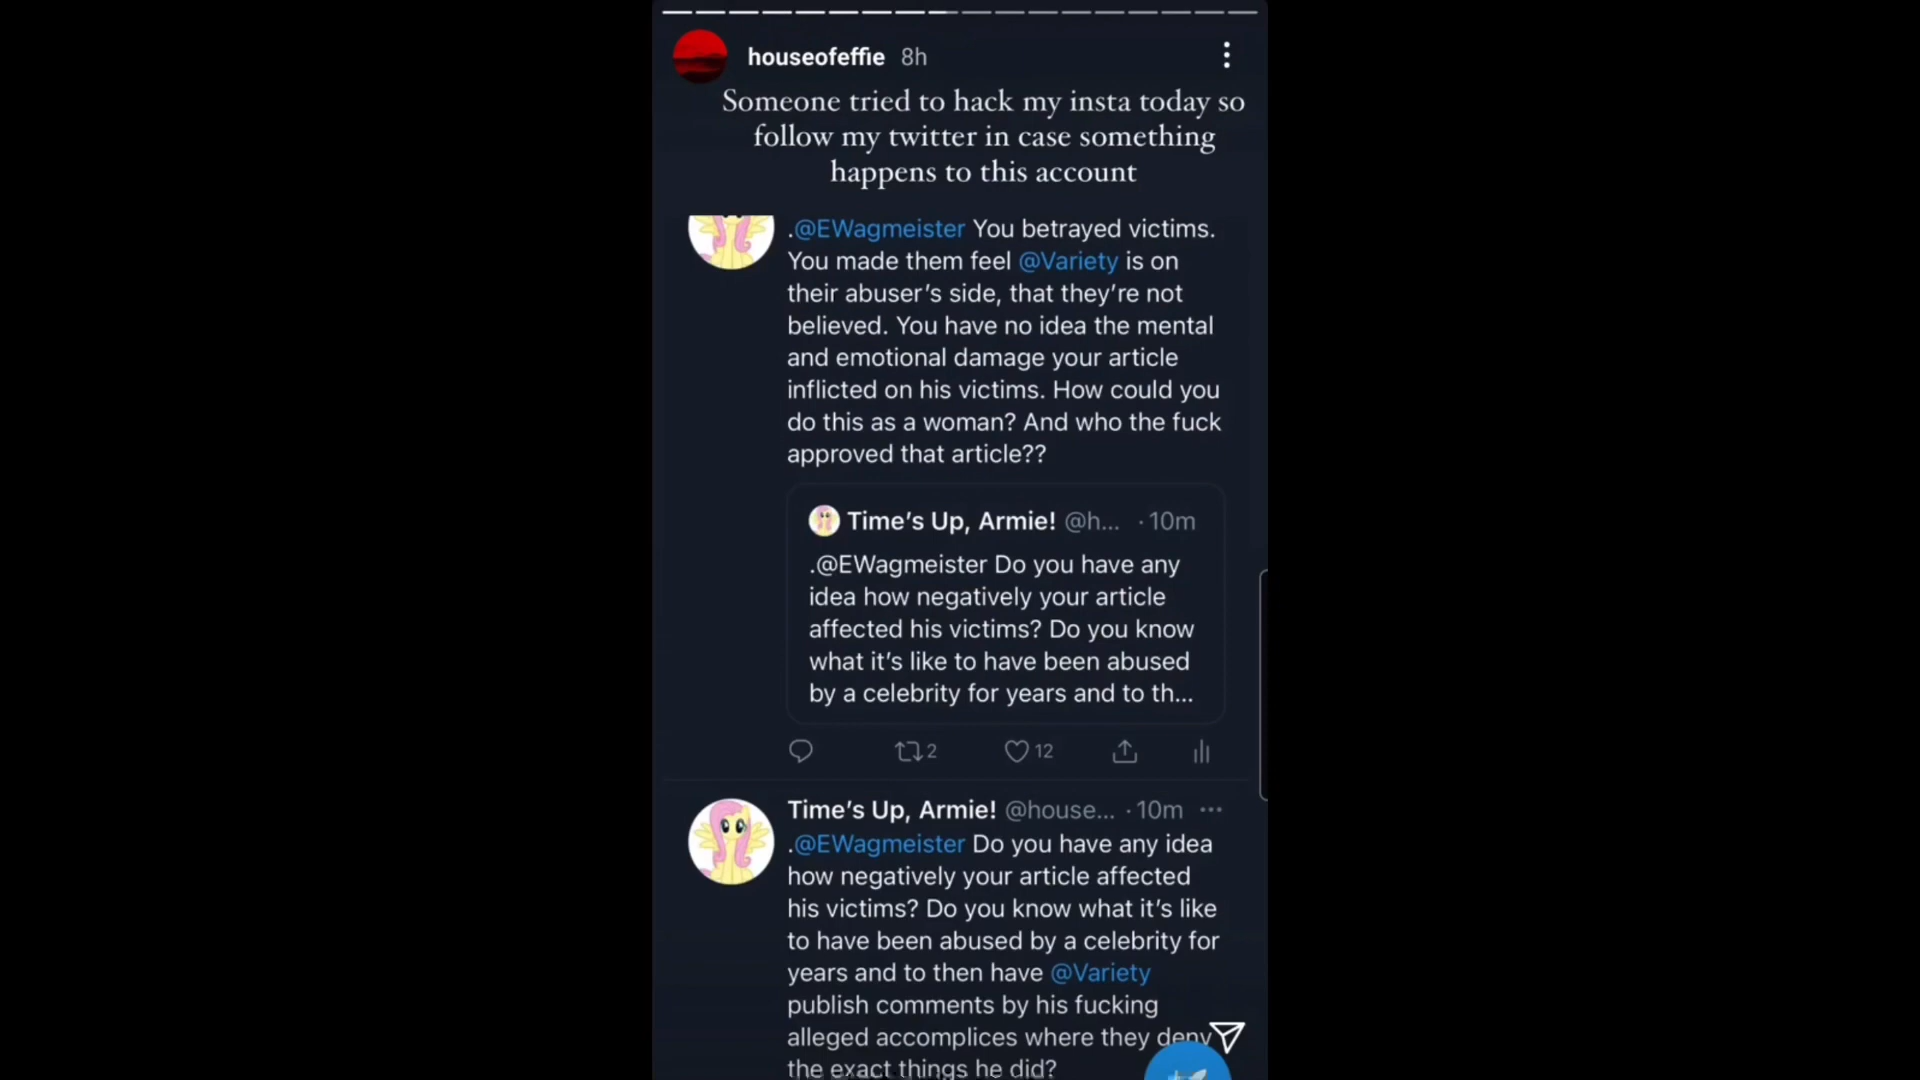 houseofeffie 8h
Someone tried to hack my insta today so
follow my twitter in case something
happens to this account
.@EWagmeister You betrayed victims.
You made them feel @Variety is on
their abuser's side, that they're not
believed. You have no idea the mental
and emotional damage your article
inflicted on his victims. How could you
do this as a woman? And who the fuck
approved that article??
Time's Up, Armie! @h... · 10m
.@EWagmeister Do you have any
idea how negatively your article
affected his victims? Do you know
what it's like to have been abused
by a celebrity for years and to th...
2 12
Time's Up, Armie! @house... · 10m ...
.@EWagmeister Do you have any idea
how negatively your article affected
his victims? Do you know what it's like
to have been abused by a celebrity for
years and to then have @Variety
publish comments by his fucking
alleged accomplices where they deny
the exact things he did?